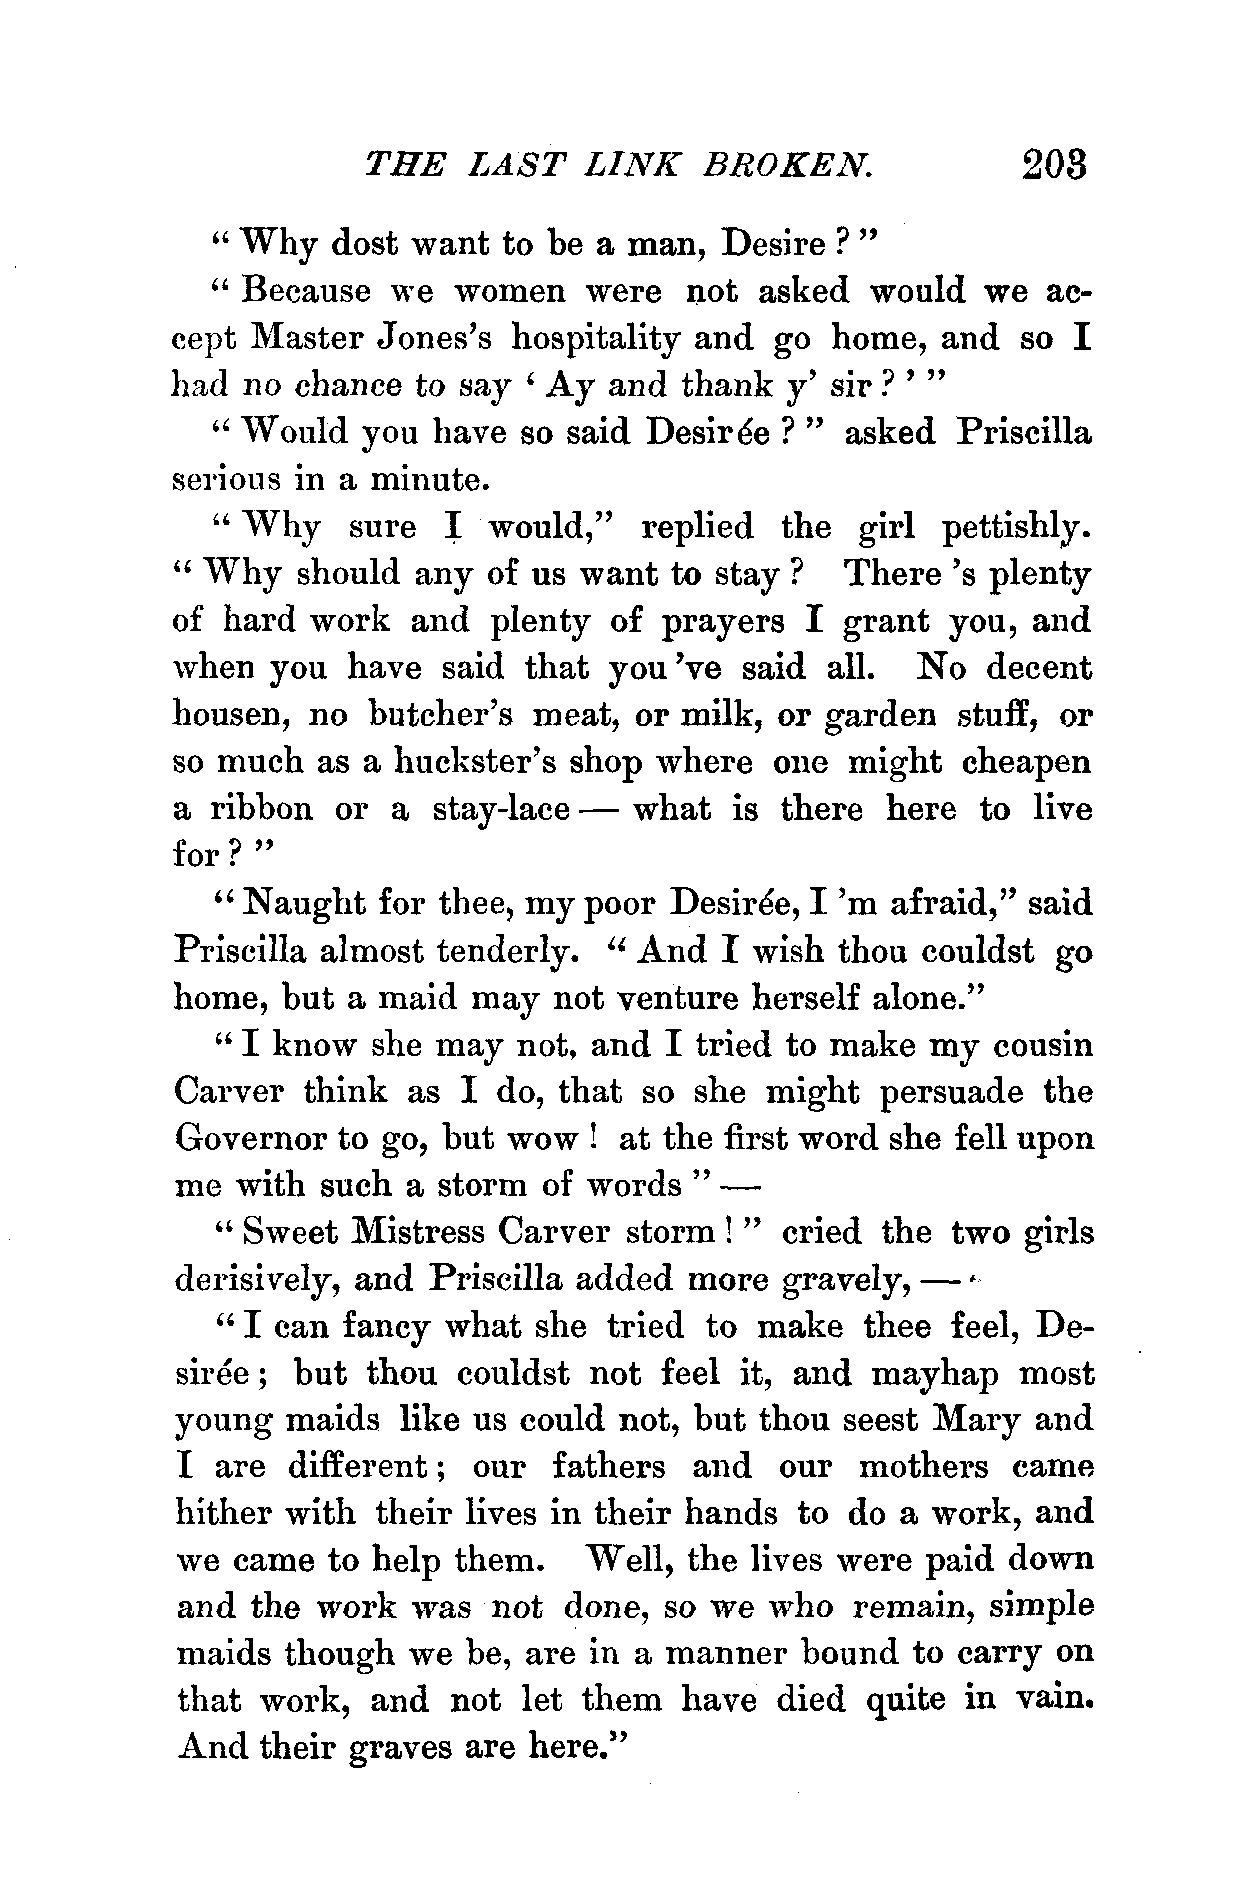 THE LAST LINK BROKEN. 203
“Why dost want to be a man, Desire?”
“Because we women were not asked would we ac-
cept Master Jones's hospitality and go home, and so I
had no chance to say ‘Ay and thank y' sir?’”
“Would you have so said Desirée?” asked Priscilla
serious in a minute.
“Why sure I would,” replied the girl pettishly.
“Why should any of us want to stay? There 's plenty
of hard work and plenty of prayers I grant you, and
when you have said that you 've said all. No decent
housen, no butcher's meat, or milk, or garden stuff, or
so much as a huckster's shop where one might cheapen
a ribbon or a stay-lace — what is there here to live
for?”
“Naught for thee, my poor Desirée, I 'm afraid,” said
Priscilla almost tenderly. “And I wish thou couldst go
home, but a maid may not venture herself alone.”
“I know she may not, and I tried to make my cousin
Carver think as I do, that so she might persuade the
Governor to go, but wow! at the first word she fell upon
me with such a storm of words” —
“Sweet Mistress Carver storm!” cried the two girls
derisively, and Priscilla added more gravely, —
“I can fancy what she tried to make thee feel, De-
sirée; but thou couldst not feel it, and mayhap most
young maids like us could not, but thou seest Mary and
I are different; our fathers and our mothers came
hither with their lives in their hands to do a work, and
we came to help them. Well, the lives were paid down
and the work was not done, so we who remain, simple
maids though we be, are in a manner bound to carry on
that work, and not let them have died quite in vain.
And their graves are here.”